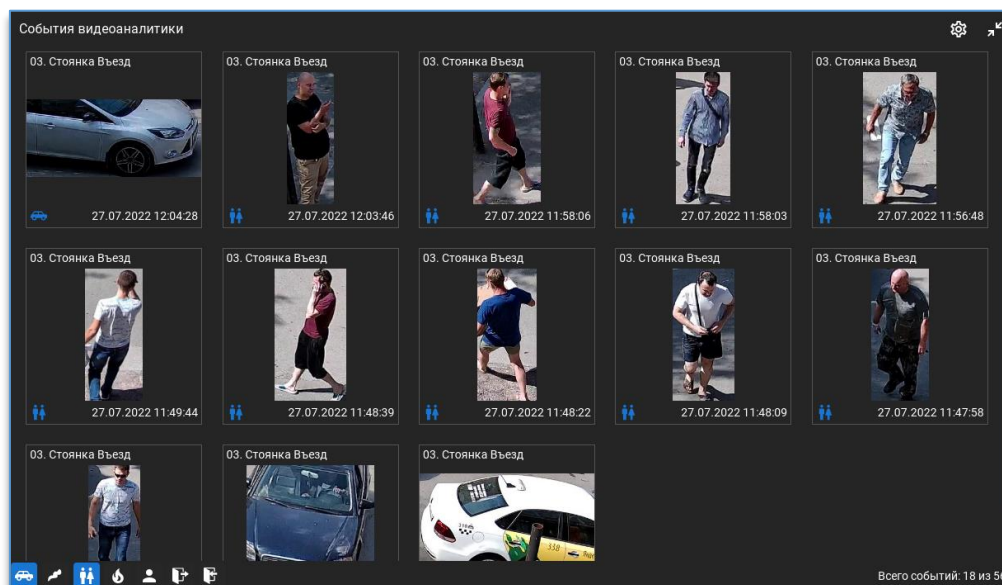 События видеоаналитики
03. Стоянка Въезд
03. Стоянка Въезд
03. Стоянка Въезд
03. Стоянка Въезд
03. Стоянка Въезд
27.07.2022 12:04:28
27.07.2022 12:03:46
27.07.2022 11:58:06
27.07.2022 11:58:03
27.07.2022 11:56:48
03. Стоянка Въезд
03. Стоянка Въезд
03. Стоянка Въезд
03. Стоянка Въезд
03. Стоянка Въезд
27.07.2022 11:49:44
27.07.2022 11:48:39
27.07.2022 11:48:22
27.07.2022 11:48:09
27.07.2022 11:47:58
03. Стоянка Въезд
03. Стоянка Въезд
03. Стоянка Въезд
338
Всего событий: 18 из